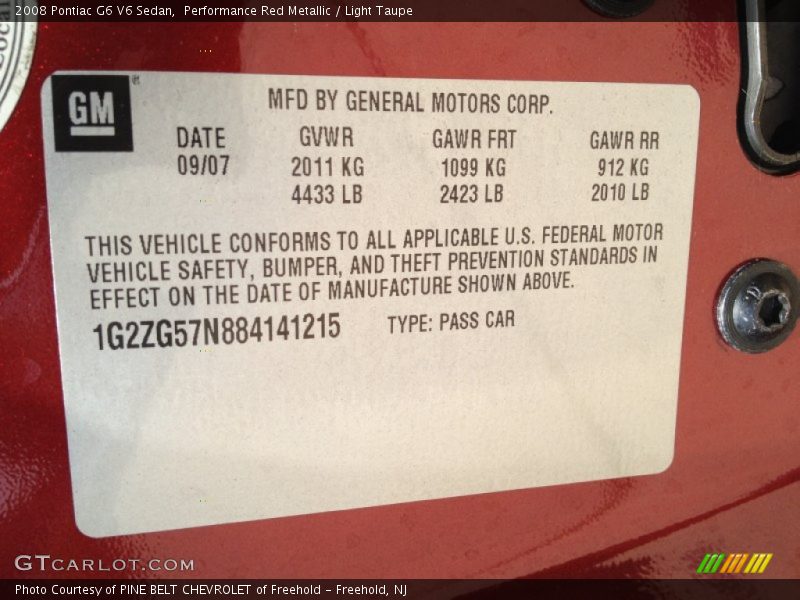 2008 Pontiac G6 V6 Sedan,  Performance Red Metallic / Light Taupe
GM
MFD BY GENERAL MOTORS CORP.
DATE GVWR GAWR FRT GAWR RR
09/07 2011 KG 1099 KG 912 KG
4433 LB 2423 LB 2010 LB
THIS VEHICLE CONFORMS TO ALL APPLICABLE U.S. FEDERAL MOTOR
VEHICLE SAFETY, BUMPER, AND THEFT PREVENTION STANDARDS IN
EFFECT ON THE DATE OF MANUFACTURE SHOWN ABOVE.
1G2ZG57N884141215 TYPE: PASS CAR
GTCARLOT.COM
Photo Courtesy of PINE BELT CHEVROLET of Freehold – Freehold, NJ